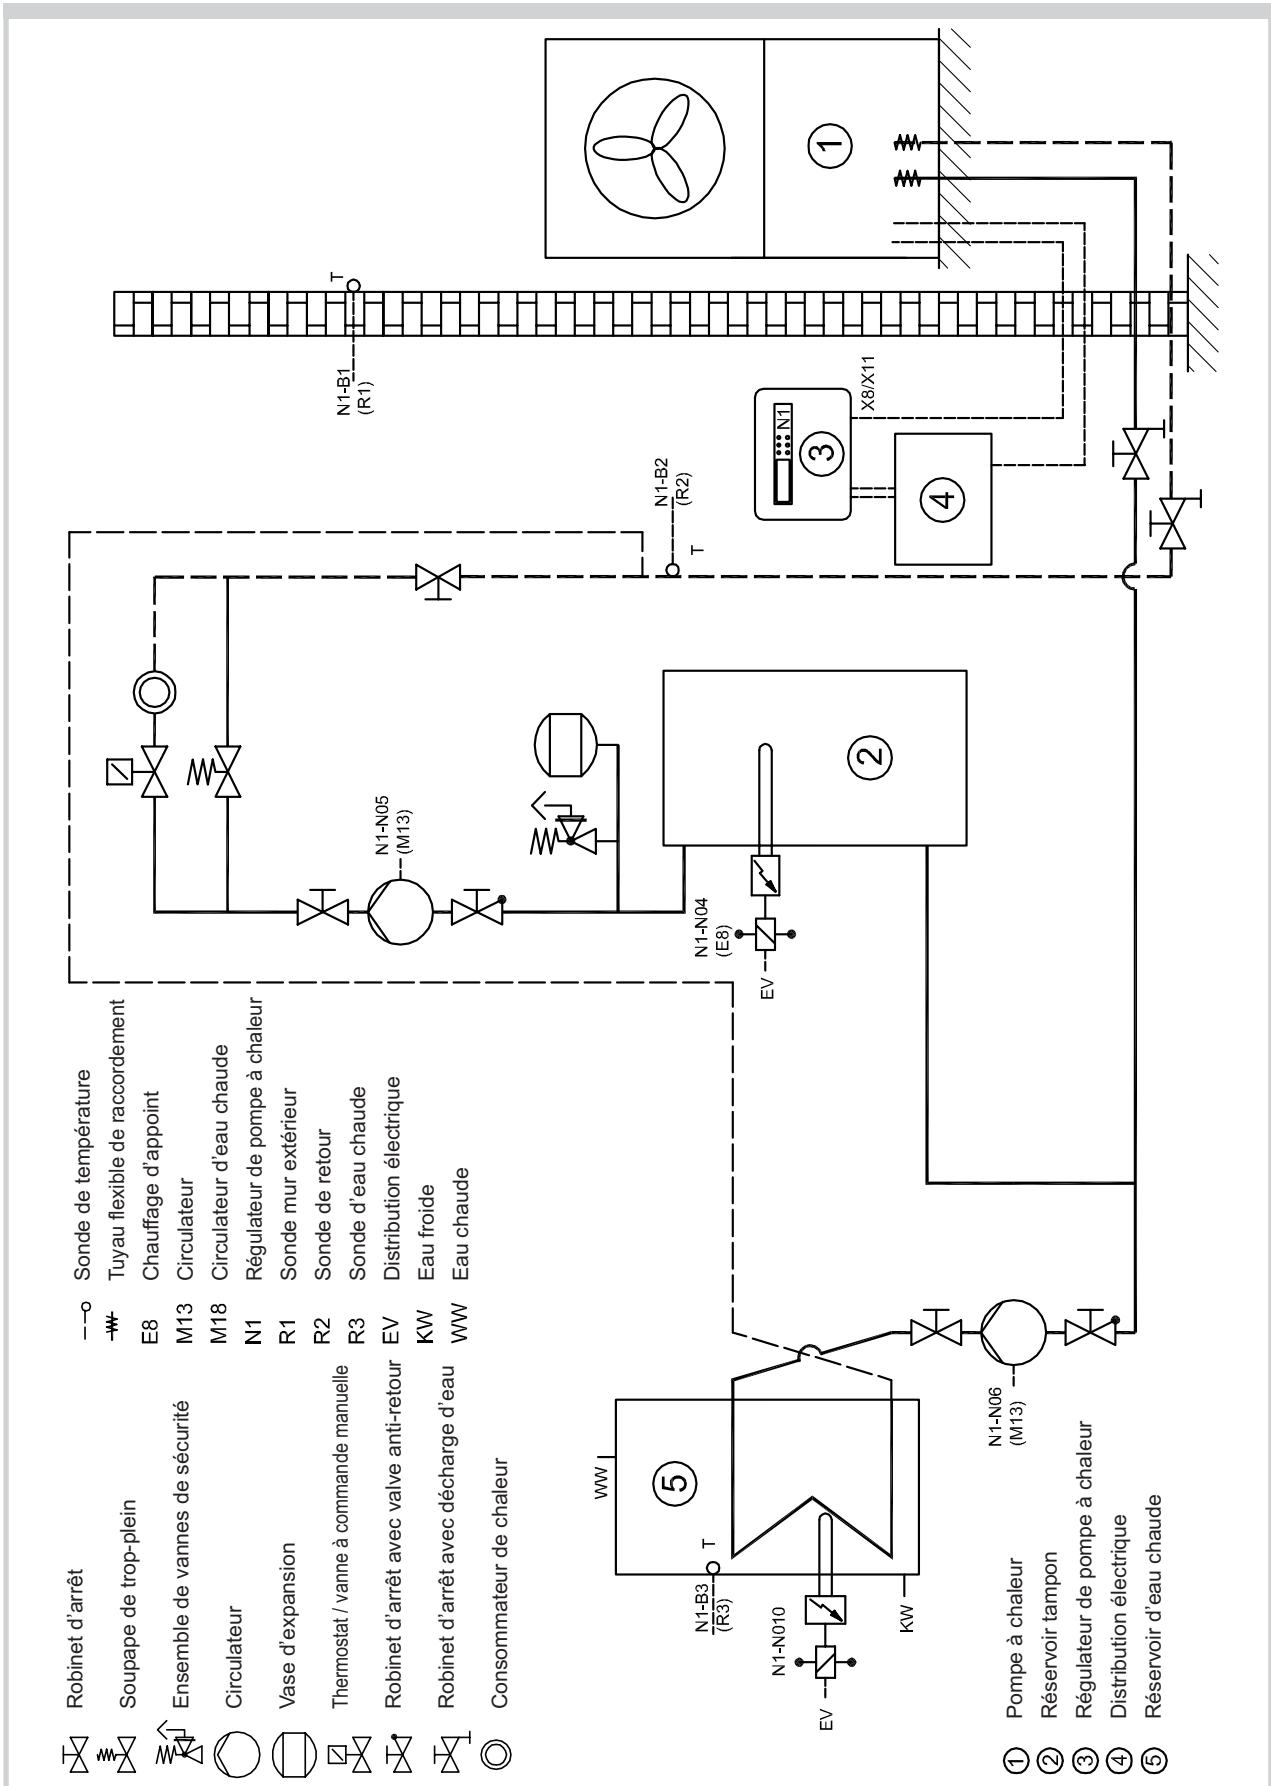 Robinet d'arrêt
Soupape de trop-plein
Ensemble de vannes de sécurité
Circulateur
Vase d'expansion
Thermostat / vanne à commande manuelle
Robinet d'arrêt avec valve anti-retour
Robinet d'arrêt avec décharge d'eau
Consommateur de chaleur
Sonde de température
Tuyau flexible de raccordement
E8 Chauffage d'appoint
M13 Circulateur
M18 Circulateur d'eau chaude
N1 Régulateur de pompe à chaleur
R1 Sonde mur extérieur
R2 Sonde de retour
R3 Sonde d'eau chaude
EV Distribution électrique
KW Eau froide
WW Eau chaude
N1-B1
(R1)
T
N1-N05
(M13)
N1-B2
(R2)
T
N1
3
X8/X11
4
1
2
N1-N04
(E8)
EV
WW
5
N1-B3
(R3)
T
N1-N010
EV
KW
N1-N06
(M13)
1 Pompe à chaleur
2 Réservoir tampon
3 Régulateur de pompe à chaleur
4 Distribution électrique
5 Réservoir d'eau chaude